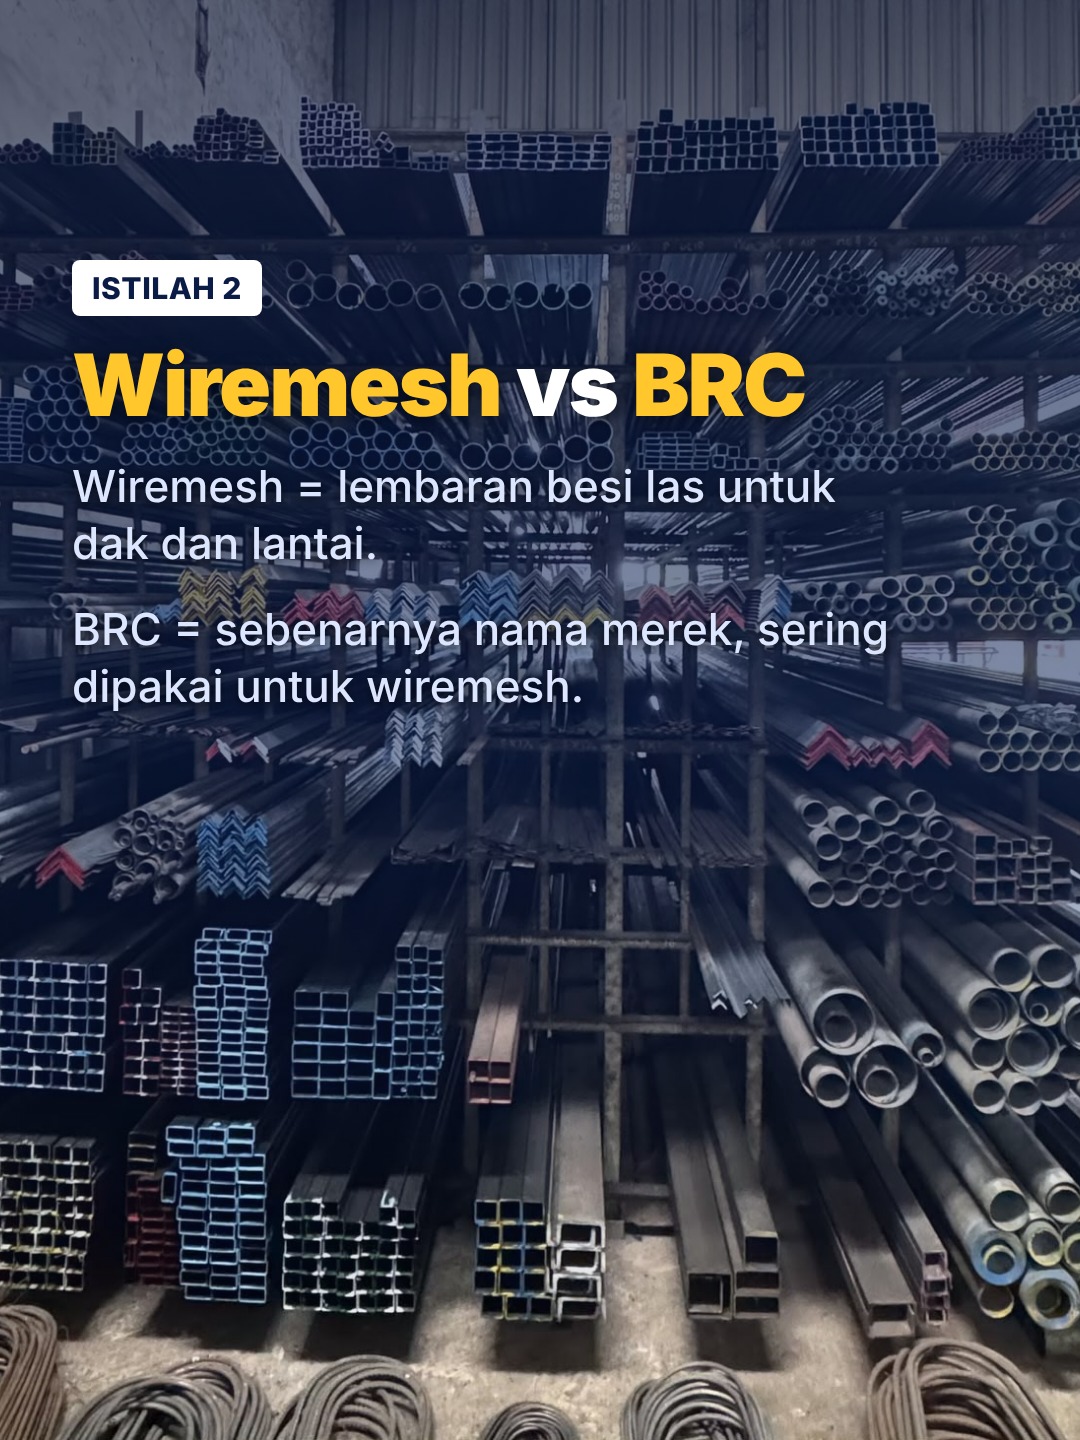 ISTILAH 2
Wiremesh vs BRC
Wiremesh = lembaran besi las untuk
dak dan lantai.
BRC = sebenarnya nama merek, sering
dipakai untuk wiremesh.